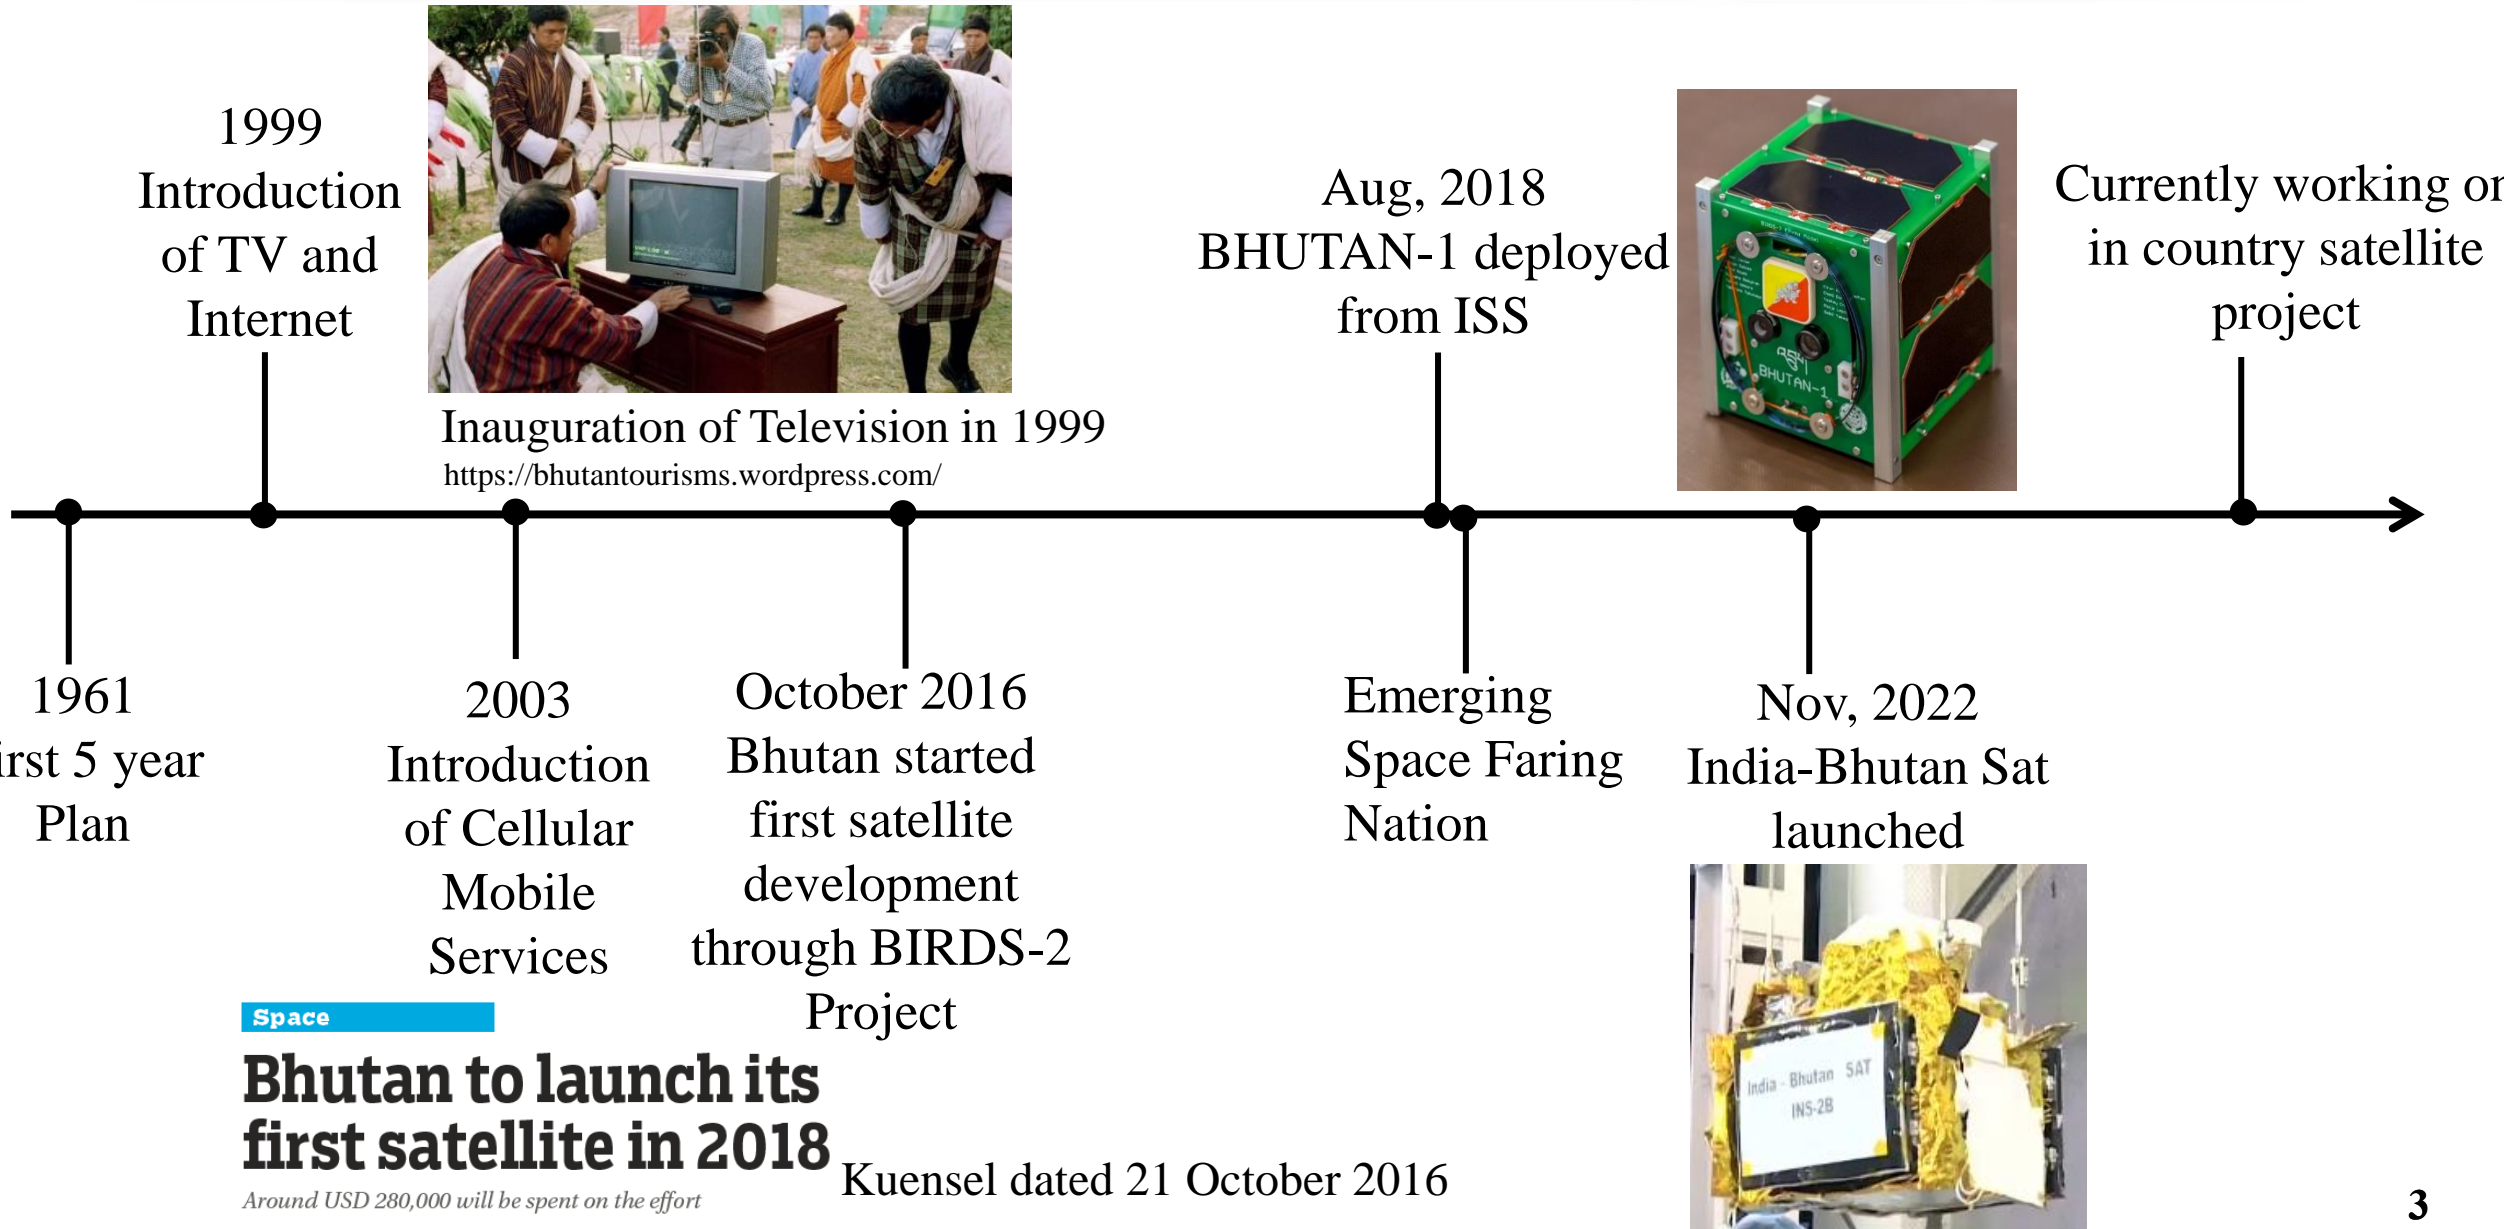 1999
Introduction
of TV and
Internet
Inauguration of Television in 1999
https://bhutantourisms.wordpress.com/
Aug, 2018
BHUTAN-1 deployed
from ISS
BHUTAN-1
Currently working on
in country satellite
project
1961
irst 5 year
Plan
2003
Introduction
of Cellular
Mobile
Services
October 2016
Bhutan started
first satellite
development
through BIRDS-2
Project
Emerging
Space Faring
Nation
Nov, 2022
India-Bhutan Sat
launched
India - Bhutan SAT
INS-2B
Space
Bhutan to launch its
first satellite in 2018
Around USD 280,000 will be spent on the effort
Kuensel dated 21 October 2016
3